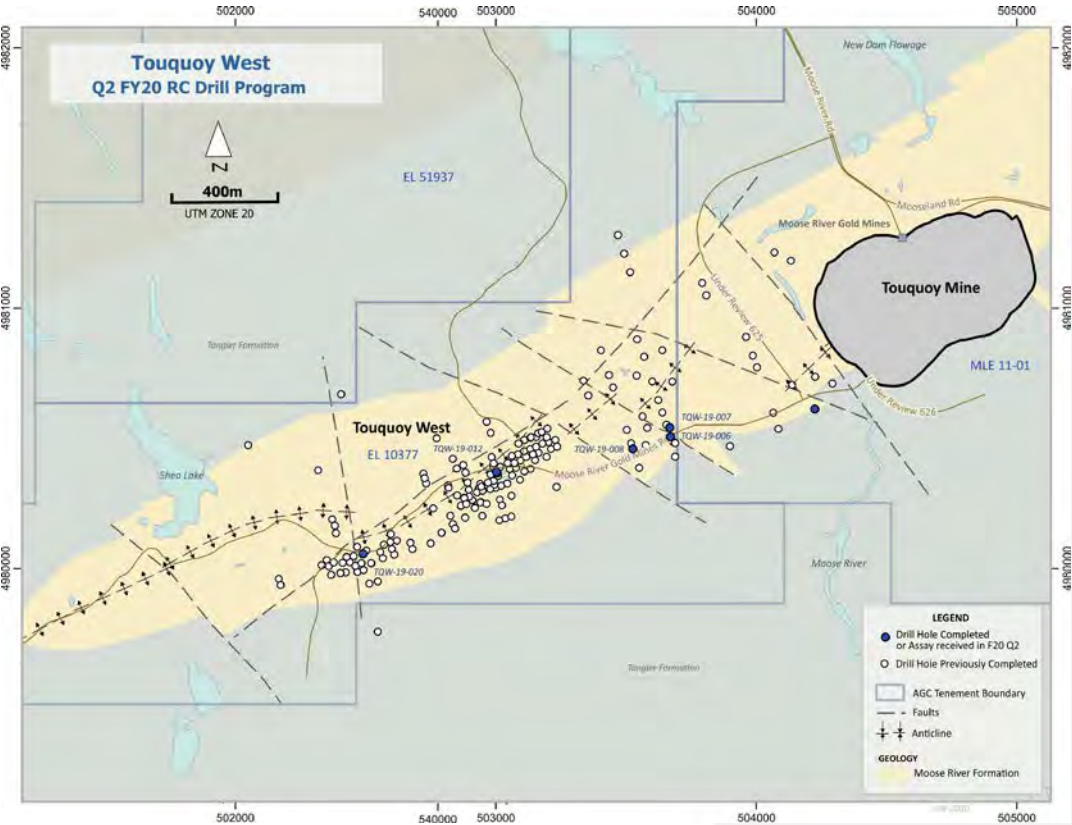 502000
540000
503000
504000
505000
4982000
4982000
Touquoy West
Q2 FY20 RC Drill Program
New Dam Flowage
Moose River Rd
N
400m
UTM ZONE 20
EL 51937
Mooseland Rd
Moose River Gold Mines
Touquoy Mine
4981000
4981000
Under Review 625
Tangier Formation
MLE 11-01
Under Review 626
Touquoy West
EL 10377
TQW-19-007
TQW-19-006
TQW-19-012
TQW-19-008
Moose River Gold Mines
Shea Lake
4980000
4980000
TQW-19-020
Moose River
Tangier Formation
LEGEND
Drill Hole Completed
or Assay received in F20 Q2
Drill Hole Previously Completed
AGC Tenement Boundary
Faults
Anticline
GEOLOGY
Moose River Formation
502000
540000
503000
504000
505000